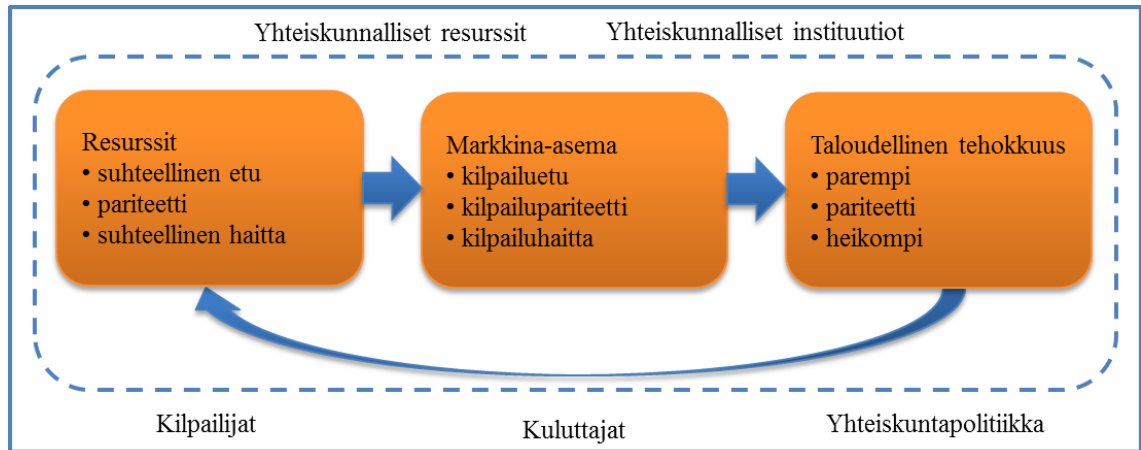 Yhteiskunnalliset resurssit
Yhteiskunnalliset instituutiot
Resurssit
• suhteellinen etu
• pariteetti
• suhteellinen haitta
Markkina-asema
• kilpailuetu
• kilpailupariteetti
• kilpailuhaitta
Taloudellinen tehokkuus
• parempi
• pariteetti
• heikompi
Kilpailijat
Kuluttajat
Yhteiskuntapolitiikka